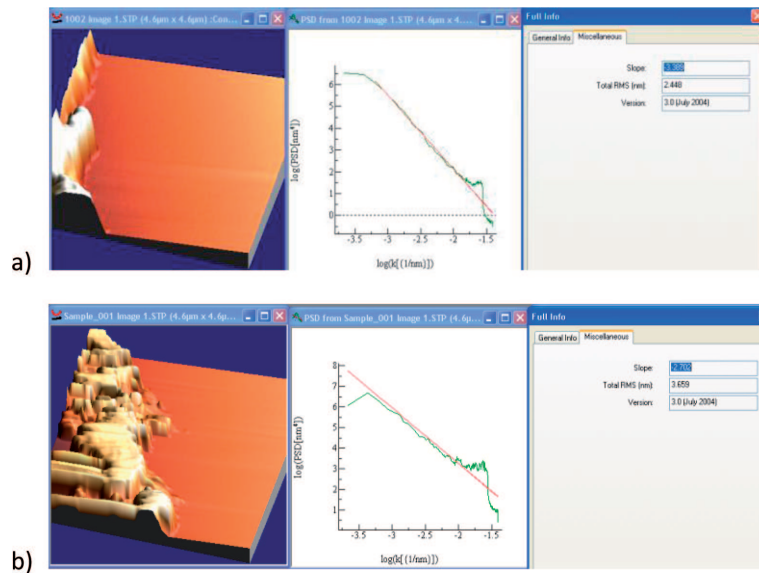 1002 Image 1.STP (4.6µm x 4.6µm) :Con...
PSD from 1002 Image 1.STP (4.6µm x 4....
Full Info
General Info
Miscellaneous
Slope:
Total RMS (nm)
2.448
Version:
3.0 (July 2004)
log(PSD[nm⁴])
6
5
4
3
2
1
0
-3.5
-3
-2.5
-2
-1.5
log(k[(1/nm)])
a)
Sample_001 Image 1.STP (4.6µm x 4.6µ...
PSD from Sample_001 Image 1.STP (4.6µ...
Full Info
General Info
Miscellaneous
Slope:
-2.702
Total RMS (nm)
3.659
Version:
3.0 (July 2004)
log(PSD[nm⁴])
8
7
6
5
4
3
2
1
-3.5
-3
-2.5
-2
-1.5
log(k[(1/nm)])
b)